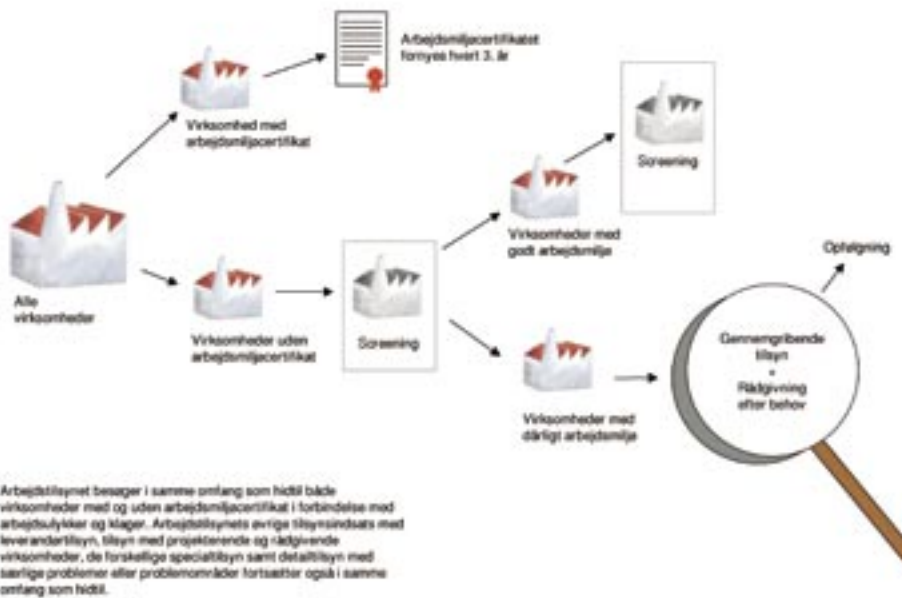 Arbejdsmiljøcertifikatet
fornyes hvert 3. år
Virksomhed med
arbejdsmiljøcertifikat
Screening
Virksomheder med
godt arbejdsmiljø
Opfølgning
Alle
virksomheder
Virksomheder uden
arbejdsmiljøcertifikat
Screening
Gennemgribende
tilsyn
+
Rådgivning
efter behov
Virksomheder med
dårligt arbejdsmiljø
Arbejdstilsynet besøger i samme omfang som hidtil både
virksomheder med og uden arbejdsmiljøcertifikat i forbindelse med
arbejdsulykker og klager. Arbejdstilsynets øvrige tilsynsindsats med
leverandørtilsyn, tilsyn med projekterende og rådgivende
virksomheder, de forskellige specialtilsyn samt detailtilsyn med
særlige problemer eller problemområder fortsætter også i samme
omfang som hidtil.